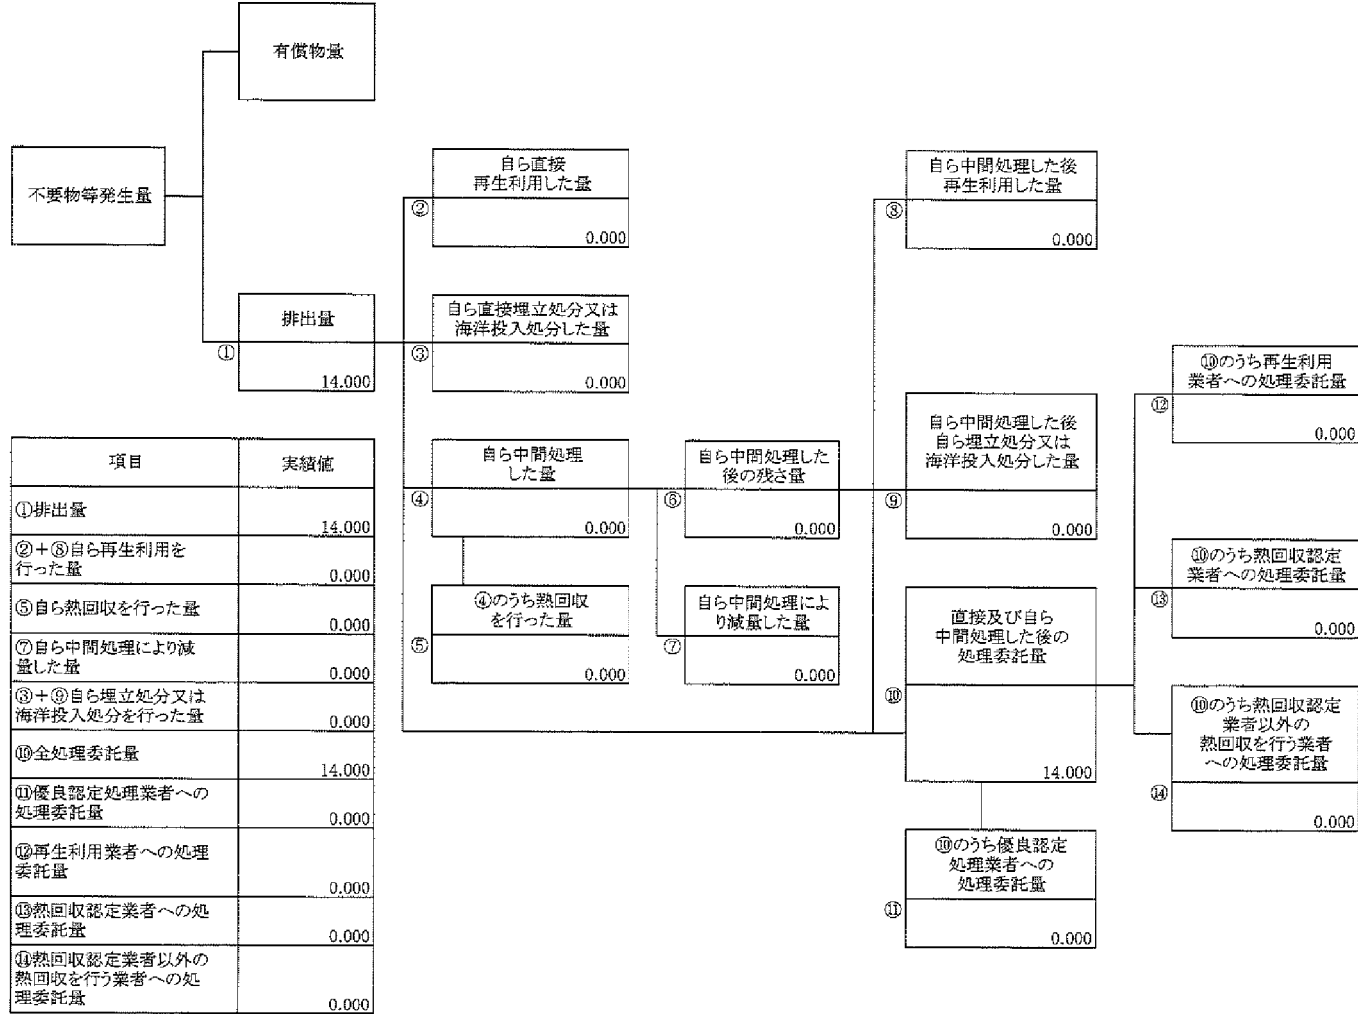 有償物量
不要物等発生量
自ら直接
再生利用した量
②
0.000
自ら中間処理した後
再生利用した量
⑧
0.000
排出量
①
14.000
自ら直接埋立処分又は
海洋投入処分した量
③
0.000
⑩のうち再生利用
業者への処理委託量
⑫
0.000
自ら中間処理
した量
④
0.000
自ら中間処理した
後の残さ量
⑥
0.000
自ら中間処理した後
自ら埋立処分又は
海洋投入処分した量
⑨
0.000
⑩のうち熱回収認定
業者への処理委託量
⑬
0.000
④のうち熱回収
を行った量
⑤
0.000
自ら中間処理によ
り減量した量
⑦
0.000
直接及び自ら
中間処理した後の
処理委託量
⑩
14.000
⑩のうち熱回収認定
業者以外の
熱回収を行う業者
への処理委託量
⑭
0.000
⑩のうち優良認定
処理業者への
処理委託量
⑪
0.000
項目 実績値
①排出量
14.000
②+⑧自ら再生利用を
行った量
0.000
⑤自ら熱回収を行った量
0.000
⑦自ら中間処理により減
量した量
0.000
③+⑨自ら埋立処分又は
海洋投入処分を行った量
0.000
⑩全処理委託量
14.000
⑪優良認定処理業者への
処理委託量
0.000
⑫再生利用業者への処理
委託量
0.000
⑬熱回収認定業者への処
理委託量
0.000
⑭熱回収認定業者以外の
熱回収を行う業者への処
理委託量
0.000